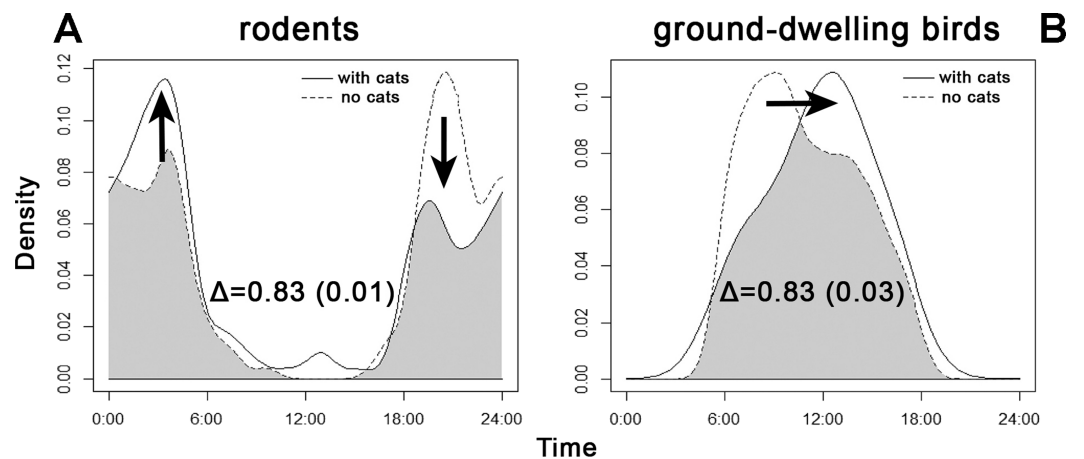 A rodents
ground-dwelling birds B
with cats
no cats
with cats
no cats
Density
0.12
0.10
0.08
0.06
0.04
0.02
0.00
0.10
0.08
0.06
0.04
0.02
0.00
Δ=0.83 (0.01)
Δ=0.83 (0.03)
0:00 6:00 12:00 18:00 24:00
0:00 6:00 12:00 18:00 24:00
Time